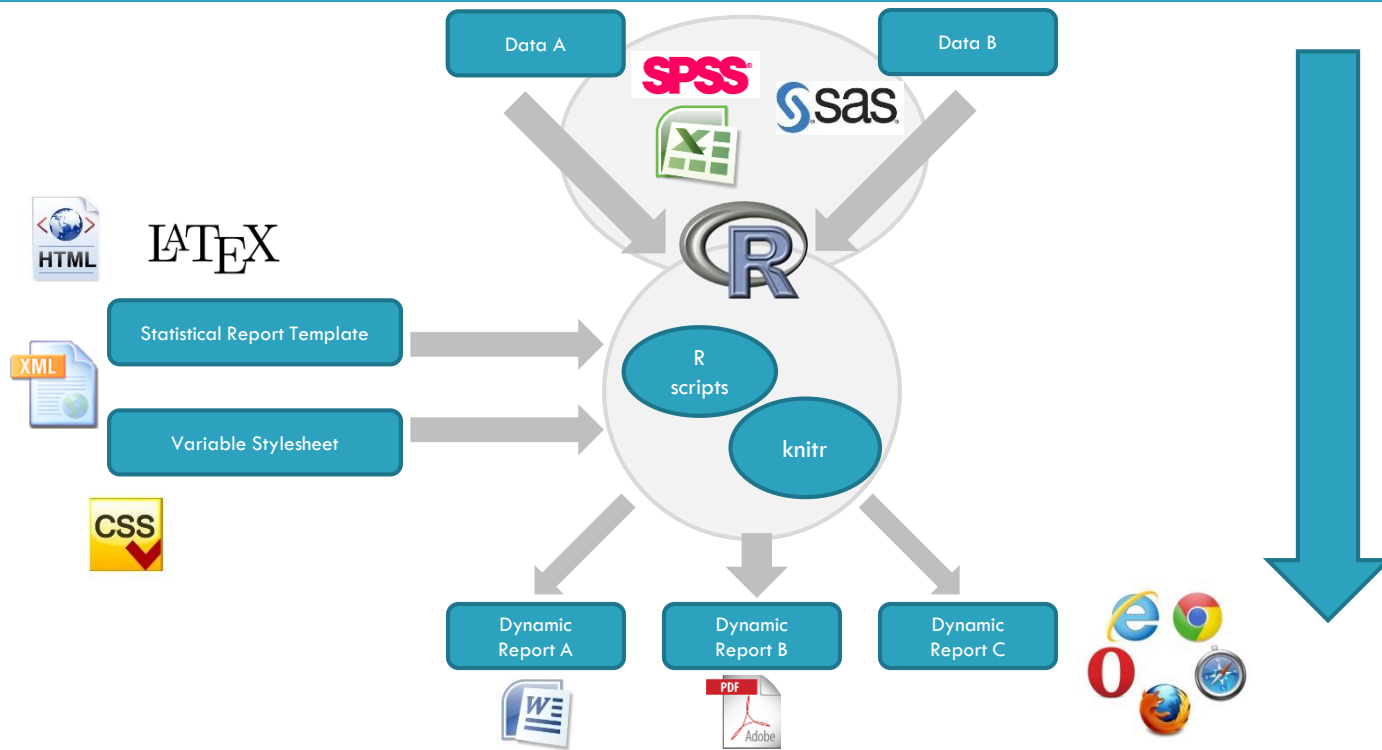 Data A
Data B
SPSS®
sas
HTML
LATEX
Statistical Report Template
XML
R
R
scripts
Variable Stylesheet
knitr
CSS
Dynamic
Report A
Dynamic
Report B
Dynamic
Report C
W
PDF
Adobe